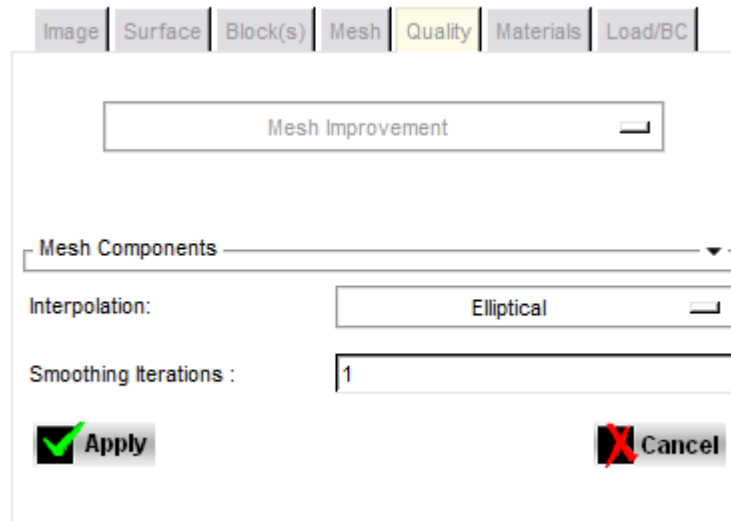 Image Surface Block(s) Mesh Quality Materials Load/BC
Mesh Improvement
Mesh Components
Interpolation: Elliptical
Smoothing Iterations : 1
Apply Cancel